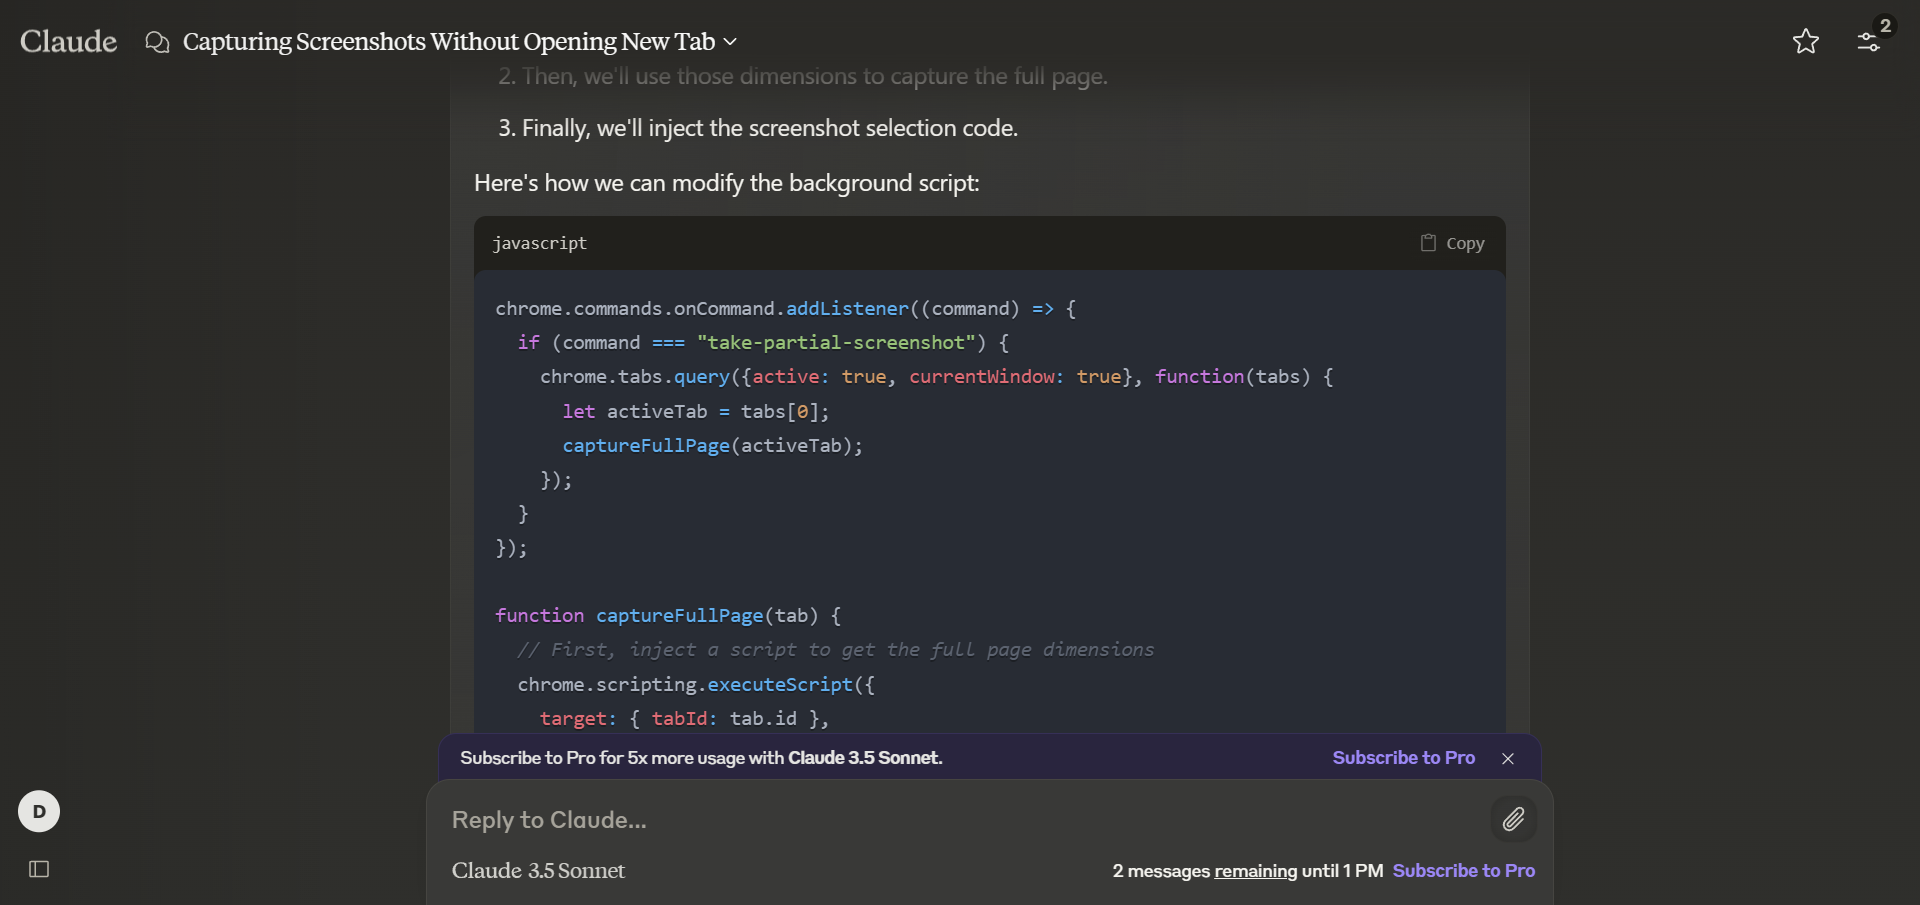 Claude
Capturing Screenshots Without Opening New Tab
2
2. Then, we'll use those dimensions to capture the full page.
3. Finally, we'll inject the screenshot selection code.
Here's how we can modify the background script:
javascript
Copy
chrome.commands.onCommand.addListener((command) => {
  if (command === "take-partial-screenshot") {
    chrome.tabs.query({active: true, currentWindow: true}, function(tabs) {
      let activeTab = tabs[0];
      captureFullPage(activeTab);
    });
  }
});
function captureFullPage(tab) {
  // First, inject a script to get the full page dimensions
  chrome.scripting.executeScript({
    target: { tabId: tab.id },
Subscribe to Pro for 5x more usage with Claude 3.5 Sonnet.
Subscribe to Pro
D
Reply to Claude...
Claude 3.5 Sonnet
2 messages remaining until 1 PM Subscribe to Pro